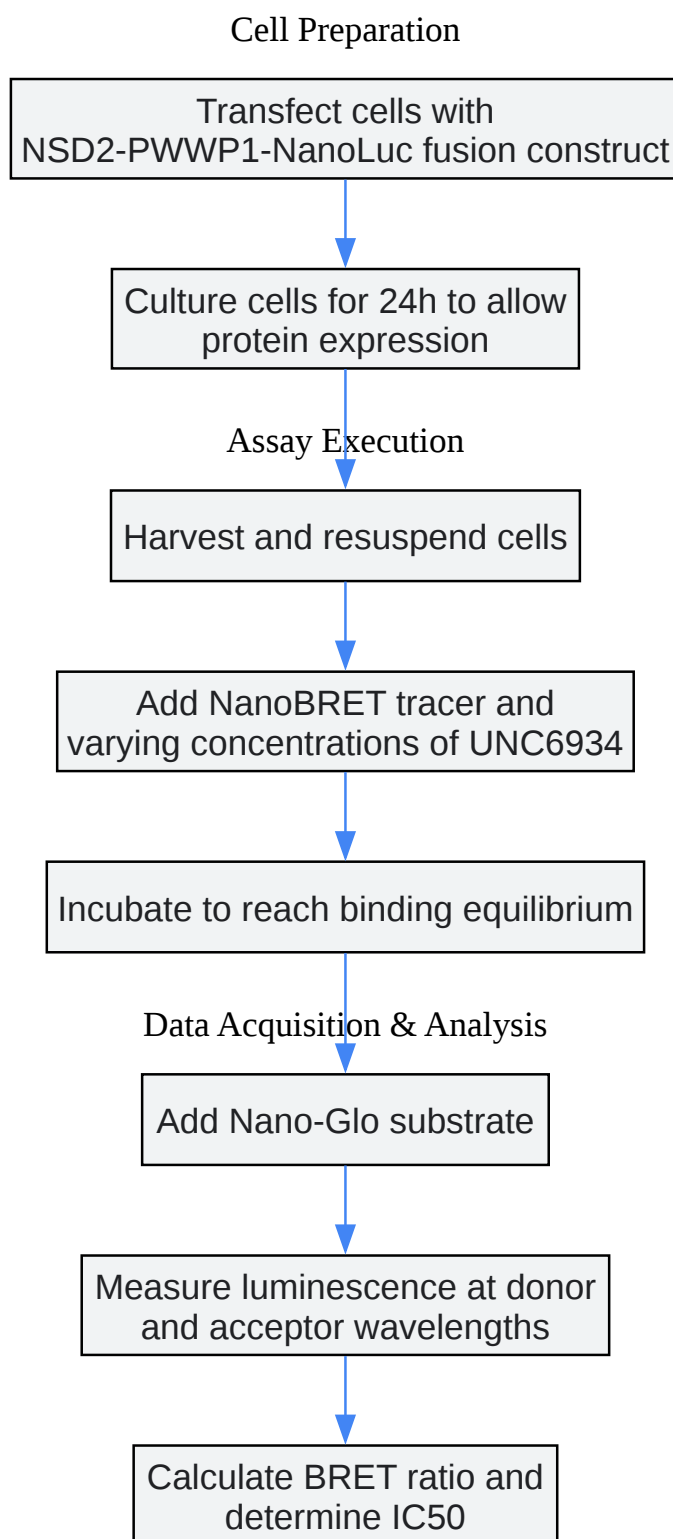 Cell Preparation
Transfect cells with
NSD2-PWWP1-NanoLuc fusion construct
Culture cells for 24h to allow
protein expression
Assay Execution
Harvest and resuspend cells
Add NanoBRET tracer and
varying concentrations of UNC6934
Incubate to reach binding equilibrium
Data Acquisition & Analysis
Add Nano-Glo substrate
Measure luminescence at donor
and acceptor wavelengths
Calculate BRET ratio and
determine IC50